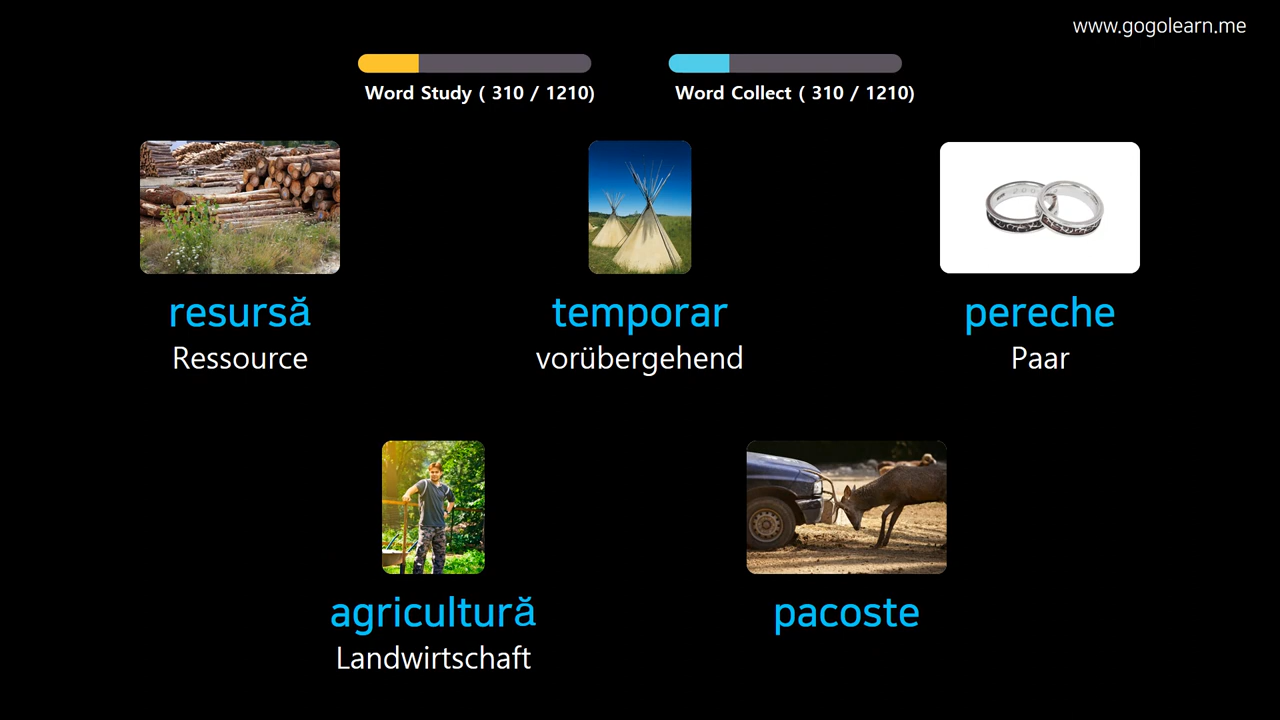 www.gogolearn.me
Word Study ( 310 / 1210)
Word Collect ( 310 / 1210)
resursă
Ressource
temporar
vorübergehend
pereche
Paar
agricultură
Landwirtschaft
pacoste